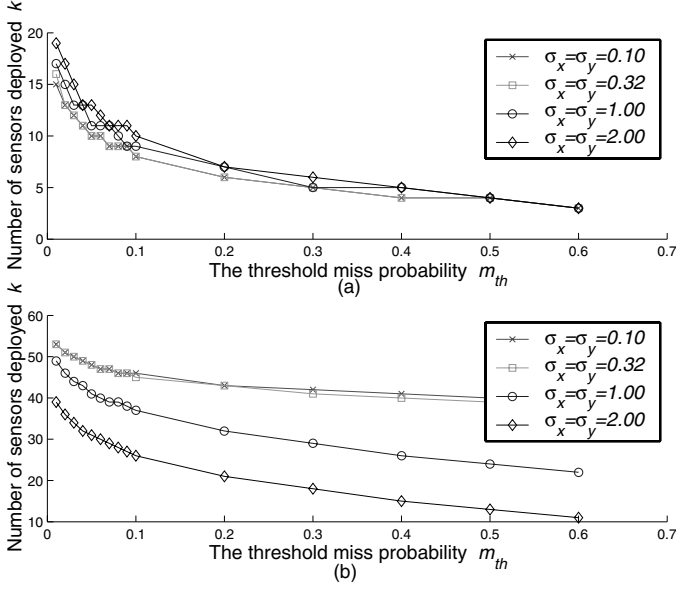 Number of sensors deployed k
20
15
10
5
0
0
0.1
0.2
0.3
0.4
0.5
0.6
0.7
The threshold miss probability m_th
(a)
σ_x=σ_y=0.10
σ_x=σ_y=0.32
σ_x=σ_y=1.00
σ_x=σ_y=2.00
Number of sensors deployed k
60
50
40
30
20
10
0
0.1
0.2
0.3
0.4
0.5
0.6
0.7
The threshold miss probability m_th
(b)
σ_x=σ_y=0.10
σ_x=σ_y=0.32
σ_x=σ_y=1.00
σ_x=σ_y=2.00